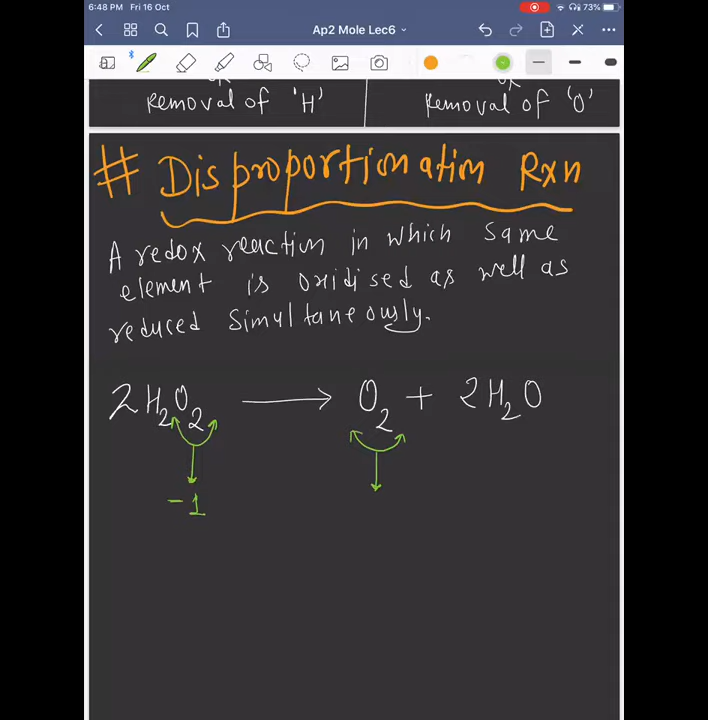 6:48 PM Fri 16 Oct
73%
Ap2 Mole Lec6
Removal of 'H'
Removal of 'O'
# Disproportionation Rxn
A redox reaction in which same
element is oxidised as well as
reduced simultaneously.
2H₂O₂ ⟶ O₂ + 2H₂O
-1